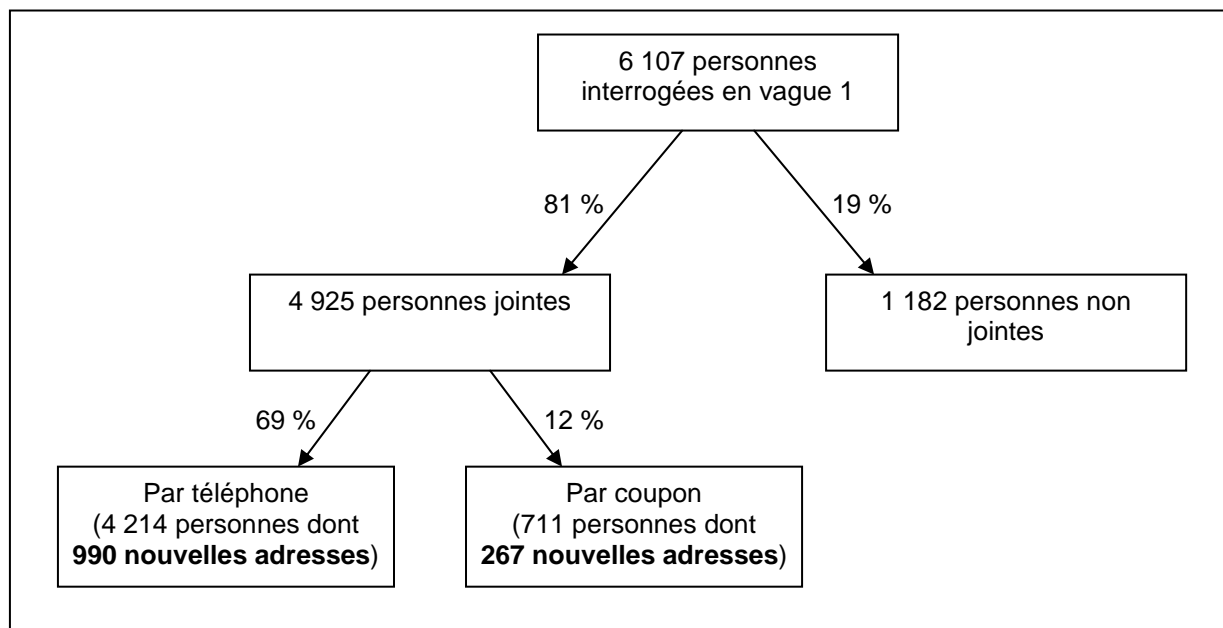 6 107 personnes
interrogées en vague 1
81 %
19 %
4 925 personnes jointes
1 182 personnes non
jointes
69 %
12 %
Par téléphone
(4 214 personnes dont
990 nouvelles adresses)
Par coupon
(711 personnes dont
267 nouvelles adresses)